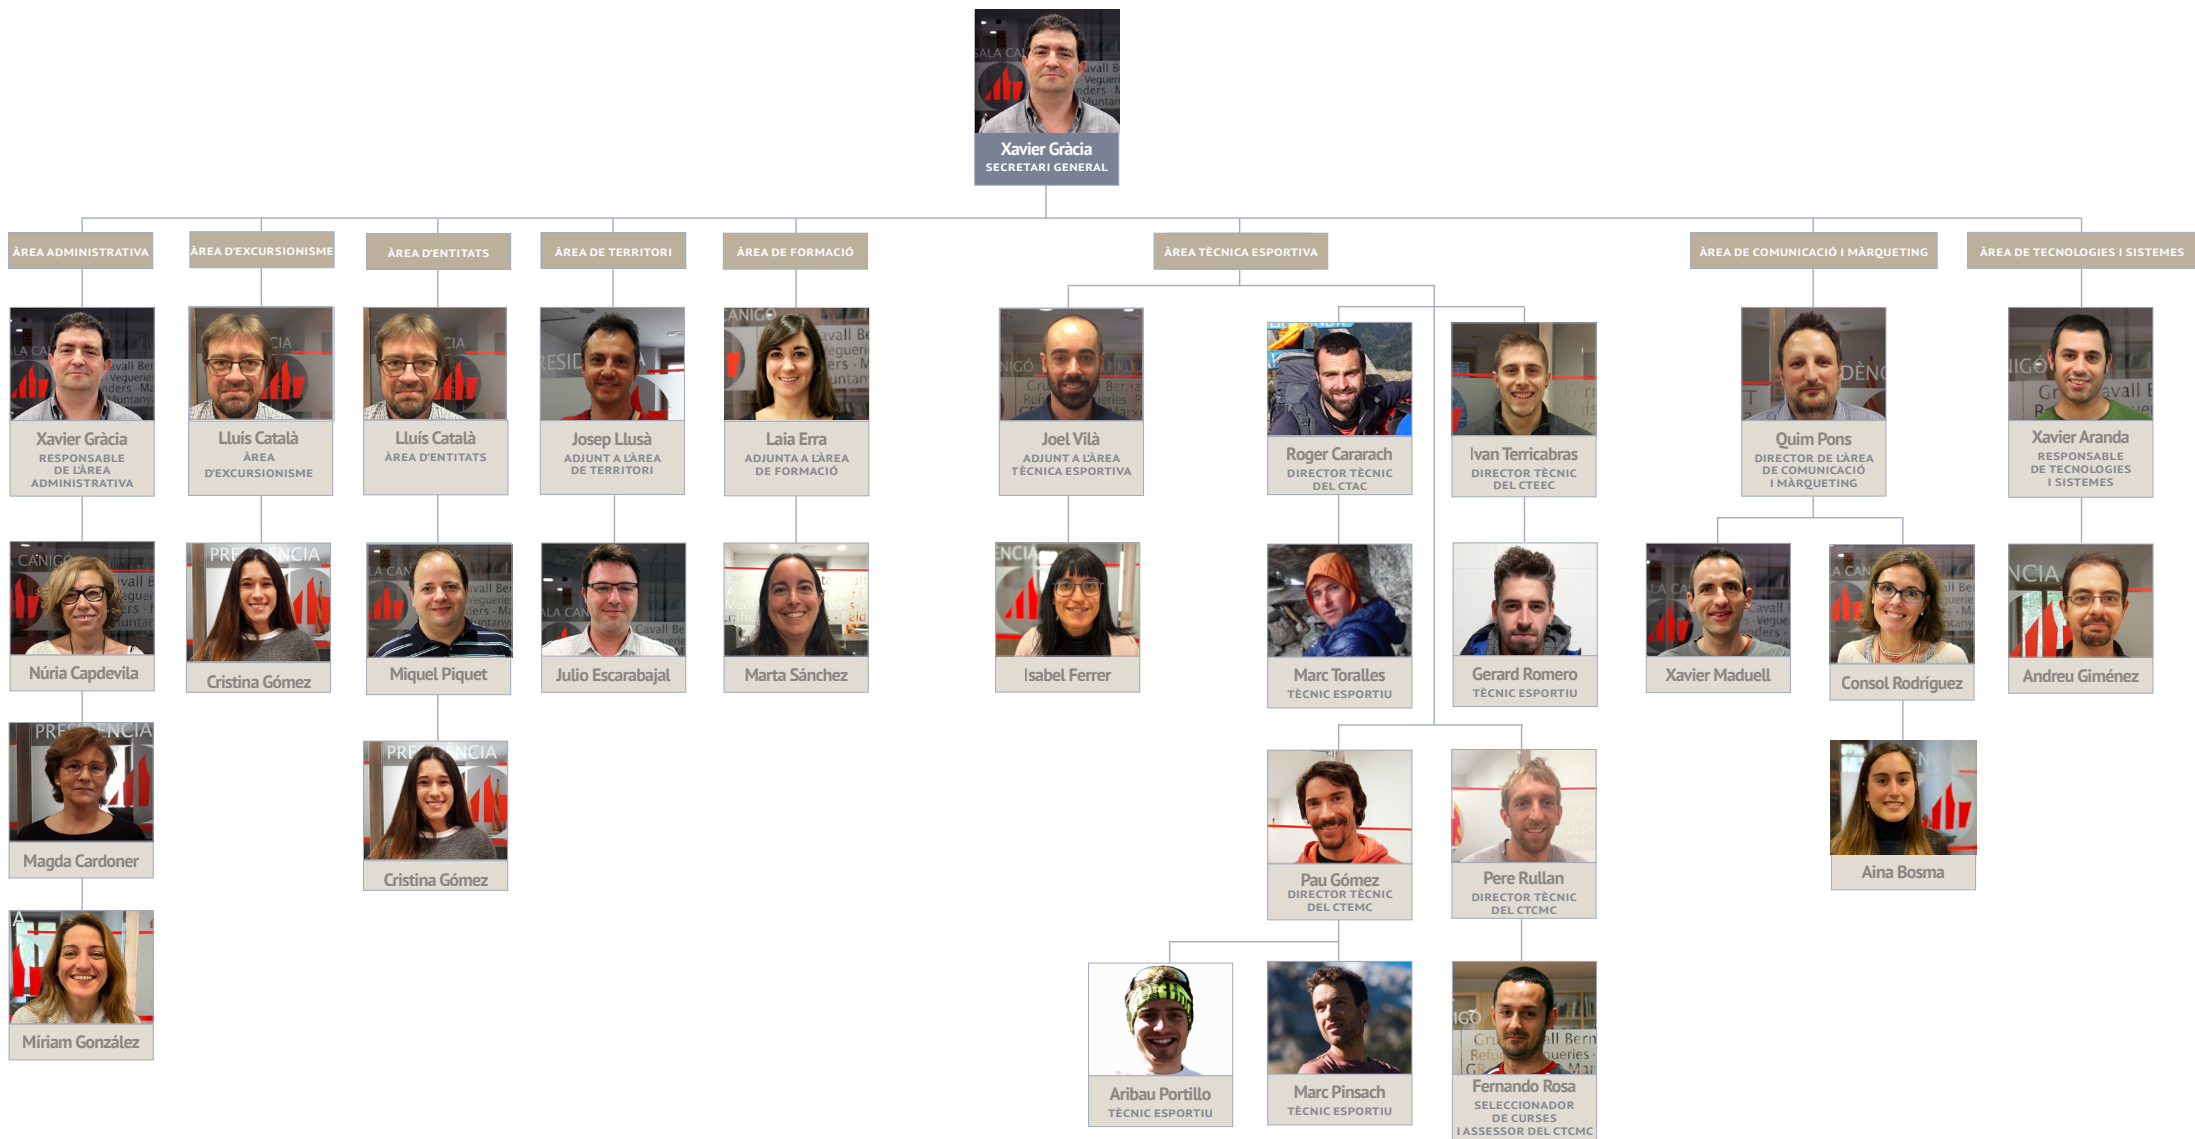 Xavier Gràcia
SECRETARI GENERAL
ÀREA ADMINISTRATIVA
ÀREA D'EXCURSIONISME
ÀREA D'ENTITATS
ÀREA DE TERRITORI
ÀREA DE FORMACIÓ
ÀREA TÈCNICA ESPORTIVA
ÀREA DE COMUNICACIÓ I MÀRQUETING
ÀREA DE TECNOLOGIES I SISTEMES
Xavier Gràcia
RESPONSABLE
DE L'ÀREA
ADMINISTRATIVA
Lluís Català
ÀREA
D'EXCURSIONISME
Lluís Català
ÀREA D'ENTITATS
Josep Llusà
ADJUNT A L'ÀREA
DE TERRITORI
Laia Erra
ADJUNTA A L'ÀREA
DE FORMACIÓ
Joel Vilà
ADJUNT A L'ÀREA
TÈCNICA ESPORTIVA
Roger Cararach
DIRECTOR TÈCNIC
DEL CTAC
Ivan Terricabras
DIRECTOR TÈCNIC
DEL CTEEC
Quim Pons
DIRECTOR DE L'ÀREA
DE COMUNICACIÓ
I MÀRQUETING
Xavier Aranda
RESPONSABLE
DE TECNOLOGIES
I SISTEMES
Núria Capdevila
Cristina Gómez
Miquel Piquet
Julio Escarabajal
Marta Sánchez
Isabel Ferrer
Marc Toralles
TÈCNIC ESPORTIU
Gerard Romero
TÈCNIC ESPORTIU
Xavier Maduell
Consol Rodríguez
Andreu Giménez
Magda Cardoner
Cristina Gómez
Pau Gómez
DIRECTOR TÈCNIC
DEL CTEMC
Pere Rullan
DIRECTOR TÈCNIC
DEL CTCMC
Aina Bosma
Míriam González
Aribau Portillo
TÈCNIC ESPORTIU
Marc Pinsach
TÈCNIC ESPORTIU
Fernando Rosa
SELECCIONADOR
DE CURSES
I ASSESSOR DEL CTCMC